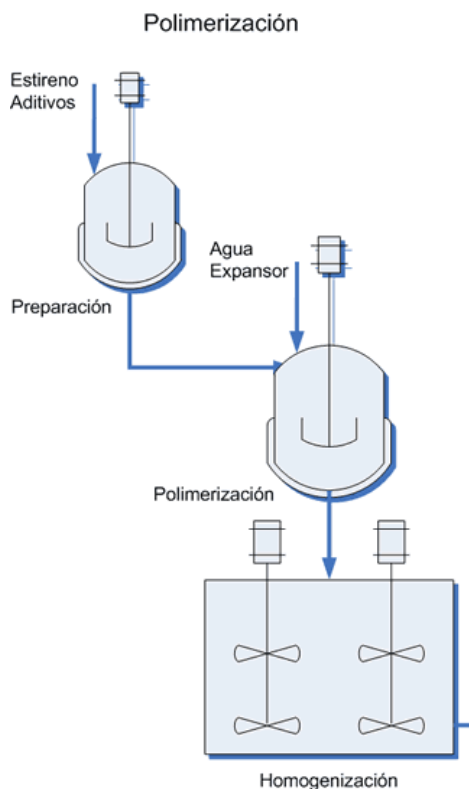 Polimerización
Estireno
Aditivos
Agua
Expansor
Preparación
Polimerización
Homogenización